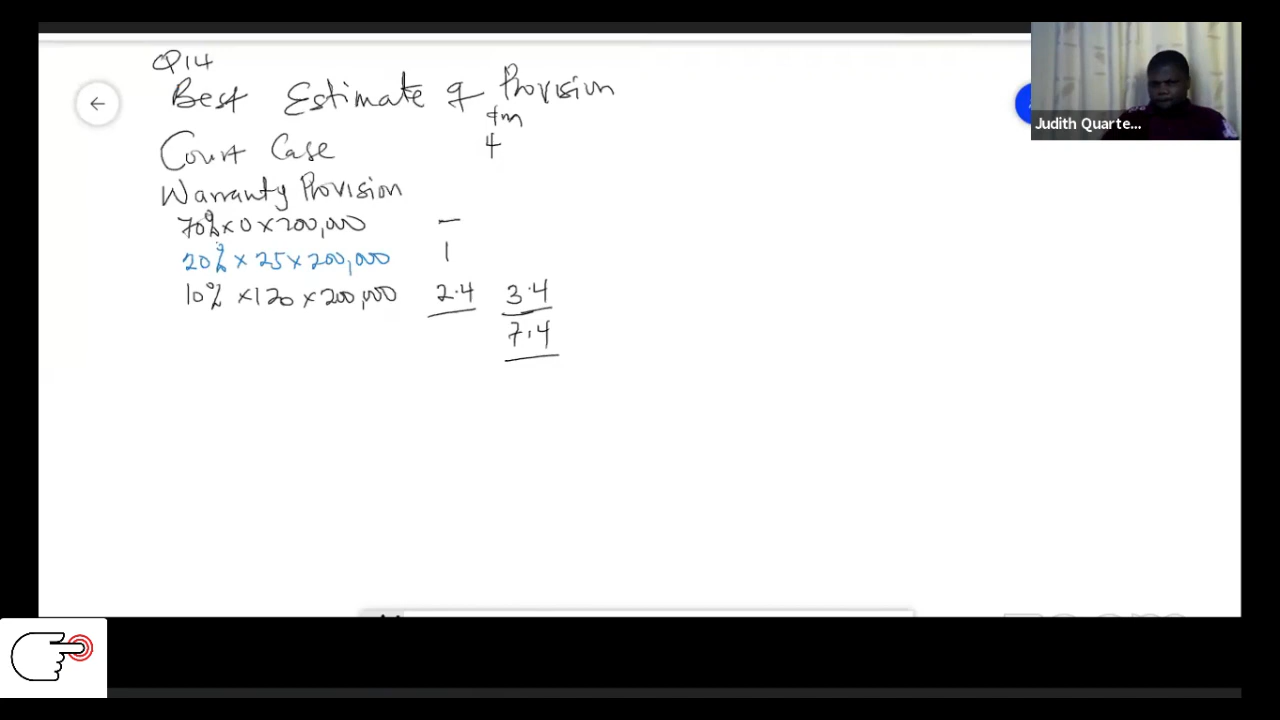 Q14
Best Estimate of Provision
$m
Court Case 4
Warranty Provision
70% x 0 x 200,000 –
20% x 25 x 200,000 1
10% x 120 x 200,000 2.4 3.4
7.4
Judith Quarte...